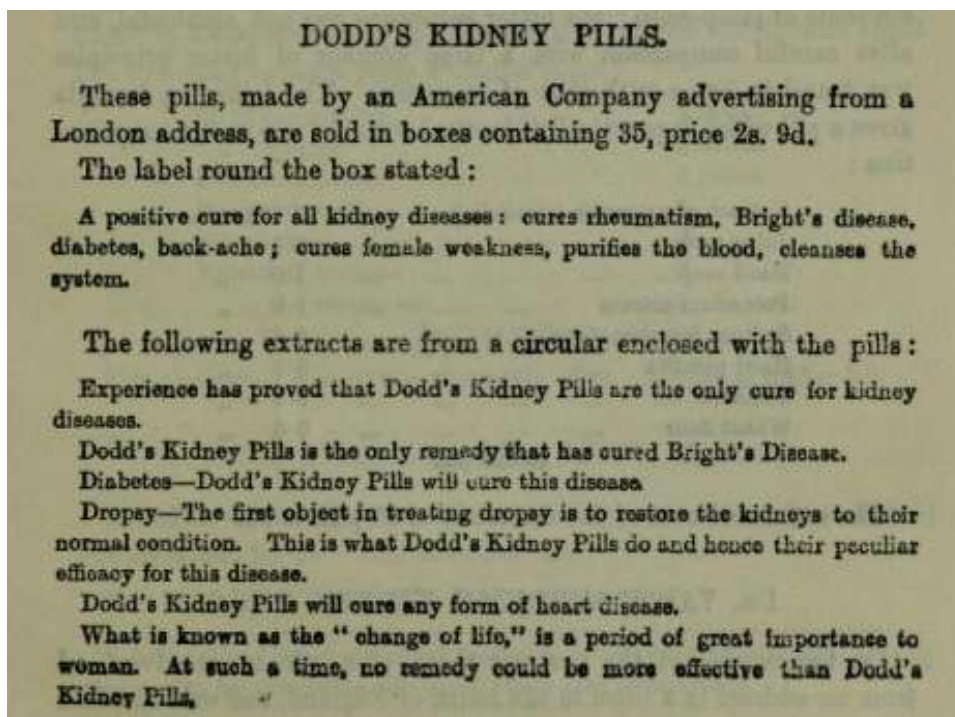 DODD'S KIDNEY PILLS.
These pills, made by an American Company advertising from a
London address, are sold in boxes containing 35, price 2s. 9d.
The label round the box stated :
A positive cure for all kidney diseases : cures rheumatism, Bright's disease,
diabetes, back-ache ; cures female weakness, purifies the blood, cleanses the
system.
The following extracts are from a circular enclosed with the pills :
Experience has proved that Dodd's Kidney Pills are the only cure for kidney
diseases.
Dodd's Kidney Pills is the only remedy that has cured Bright's Disease.
Diabetes—Dodd's Kidney Pills will cure this disease
Dropsy—The first object in treating dropsy is to restore the kidneys to their
normal condition. This is what Dodd's Kidney Pills do and hence their peculiar
efficacy for this disease.
Dodd's Kidney Pills will cure any form of heart disease.
What is known as the " change of life," is a period of great importance to
woman. At such a time, no remedy could be more effective than Dodd's
Kidney Pills.